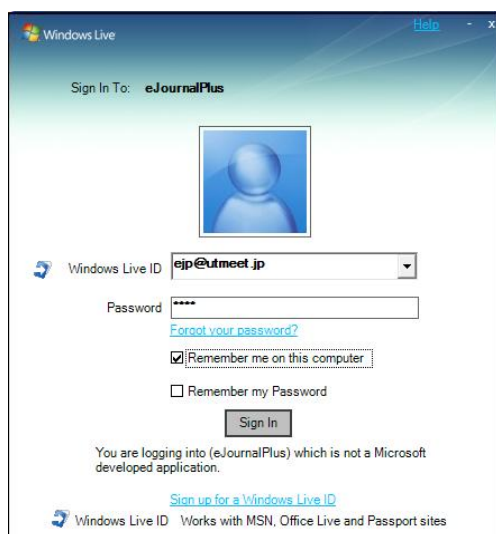 Windows Live
Help - x
Sign In To: eJournalPlus
Windows Live ID ejp@utmeet.jp
Password ****
Forgot your password?
Remember me on this computer
Remember my Password
Sign In
You are logging into (eJournalPlus) which is not a Microsoft
developed application.
Sign up for a Windows Live ID
Windows Live ID Works with MSN, Office Live and Passport sites